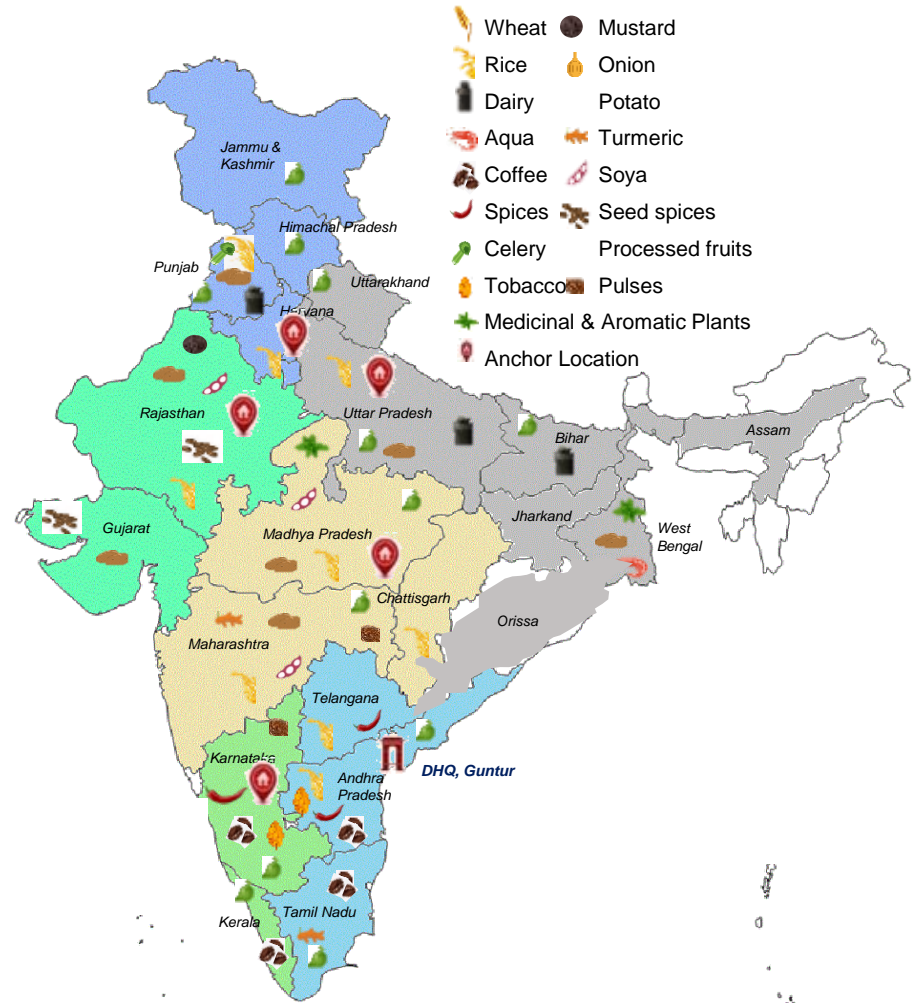 Wheat Mustard
Rice Onion
Dairy Potato
Aqua Turmeric
Coffee Soya
Spices Seed spices
Celery Processed fruits
Tobacco Pulses
Medicinal & Aromatic Plants
Anchor Location
Jammu &
Kashmir
Himachal Pradesh
Punjab
Uttarakhand
Haryana
Rajasthan
Uttar Pradesh
Bihar
Assam
Gujarat
Madhya Pradesh
Jharkand
West
Bengal
Chattisgarh
Orissa
Maharashtra
Telangana
Karnataka
DHQ, Guntur
Andhra
Pradesh
Kerala
Tamil Nadu